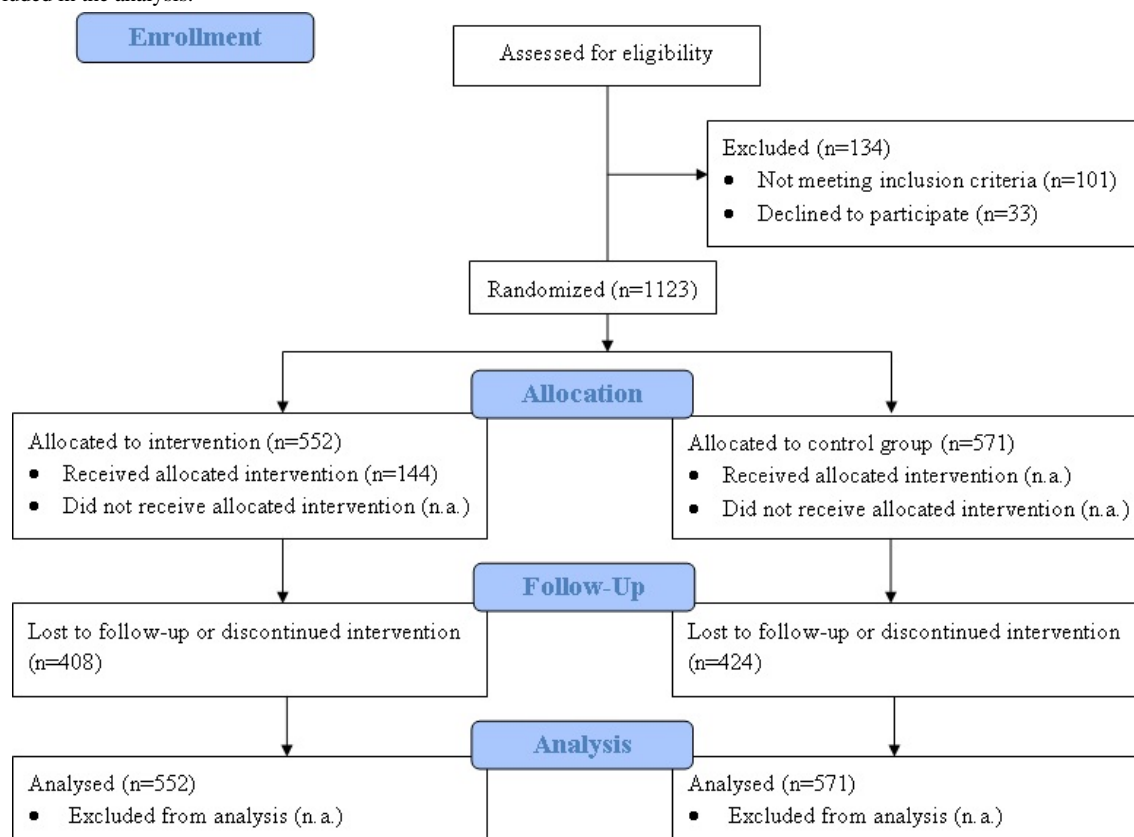 in the analysis.
Enrollment
Assessed for eligibility
Excluded (n=134)
• Not meeting inclusion criteria (n=101)
• Declined to participate (n=33)
Randomized (n=1123)
Allocation
Allocated to intervention (n=552)
• Received allocated intervention (n=144)
• Did not receive allocated intervention (n.a.)
Allocated to control group (n=571)
• Received allocated intervention (n.a.)
• Did not receive allocated intervention (n.a.)
Follow-Up
Lost to follow-up or discontinued intervention
(n=408)
Lost to follow-up or discontinued intervention
(n=424)
Analysis
Analysed (n=552)
• Excluded from analysis (n.a.)
Analysed (n=571)
• Excluded from analysis (n.a.)